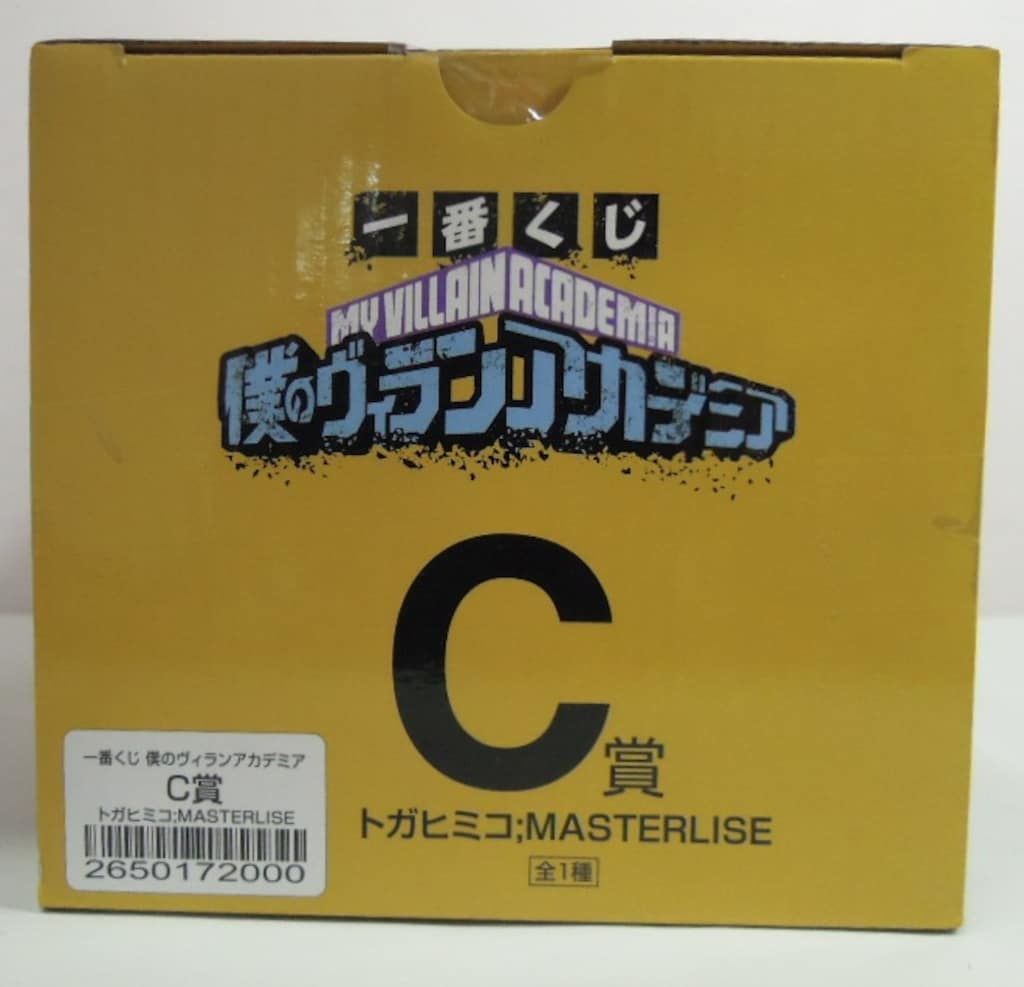 一番くじ
MY VILLAIN ACADEMIA
僕のヴィランアカデミア
C賞
トガヒミコ;MASTERLISE
全1種
一番くじ 僕のヴィランアカデミア
C賞
トガヒミコ;MASTERLISE
2650172000